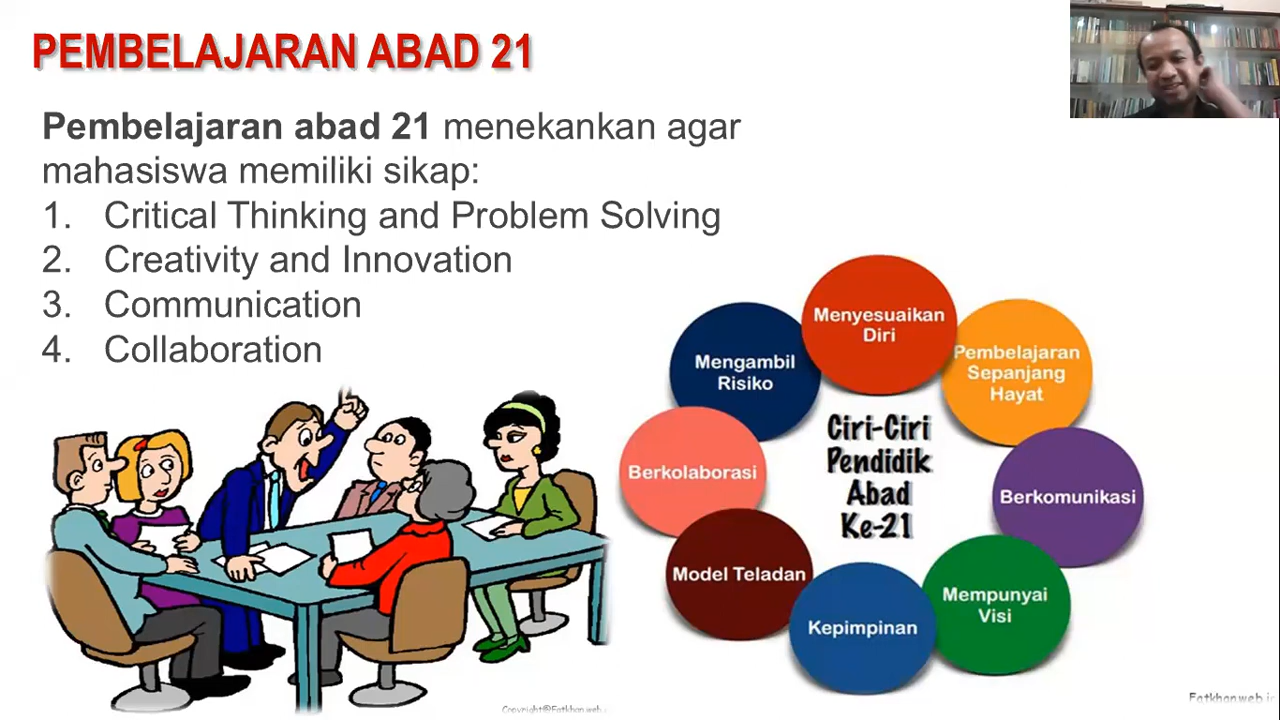 PEMBELAJARAN ABAD 21
Pembelajaran abad 21 menekankan agar
mahasiswa memiliki sikap:
1. Critical Thinking and Problem Solving
2. Creativity and Innovation
3. Communication
4. Collaboration
Menyesuaikan
Diri
Pembelajaran
Sepanjang
Hayat
Berkomunikasi
Mempunyai
Visi
Kepimpinan
Model Teladan
Berkolaborasi
Mengambil
Risiko
Ciri-Ciri
Pendidik
Abad
Ke-21
Copyright@Fatkhanweb.
Fatkhanweb.i